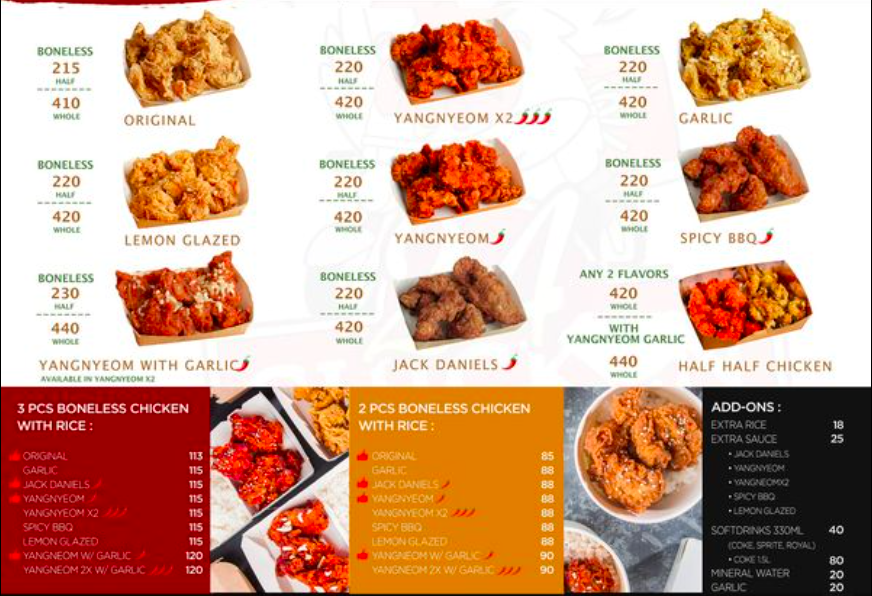 BONELESS
215
HALF
410
WHOLE
ORIGINAL
BONELESS
220
HALF
420
WHOLE
YANGNYEOM X2
BONELESS
220
HALF
420
WHOLE
GARLIC
BONELESS
220
HALF
420
WHOLE
LEMON GLAZED
BONELESS
220
HALF
420
WHOLE
YANGNYEOM
BONELESS
220
HALF
420
WHOLE
SPICY BBQ
BONELESS
230
HALF
440
WHOLE
YANGNYEOM WITH GARLIC
AVAILABLE IN YANGNYEOM X2
BONELESS
220
HALF
420
WHOLE
JACK DANIELS
ANY 2 FLAVORS
420
WHOLE
WITH
YANGNYEOM GARLIC
440
WHOLE
HALF HALF CHICKEN
3 PCS BONELESS CHICKEN
WITH RICE :
ORIGINAL 113
GARLIC 115
JACK DANIELS 115
YANGNYEOM 115
YANGNYEOM X2 115
SPICY BBQ 115
LEMON GLAZED 115
YANGNEOM W/ GARLIC 120
YANGNEOM 2X W/ GARLIC 120
2 PCS BONELESS CHICKEN
WITH RICE :
ORIGINAL 85
GARLIC 88
JACK DANIELS 88
YANGNYEOM 88
YANGNYEOM X2 88
SPICY BBQ 88
LEMON GLAZED 88
YANGNEOM W/ GARLIC 90
YANGNEOM 2X W/ GARLIC 90
ADD-ONS :
EXTRA RICE 18
EXTRA SAUCE 25
• JACK DANIELS
• YANGNYEOM
• YANGNEOMX2
• SPICY BBQ
• LEMON GLAZED
SOFTDRINKS 330ML 40
(COKE, SPRITE, ROYAL)
• COKE 1.5L 80
MINERAL WATER 20
GARLIC 20